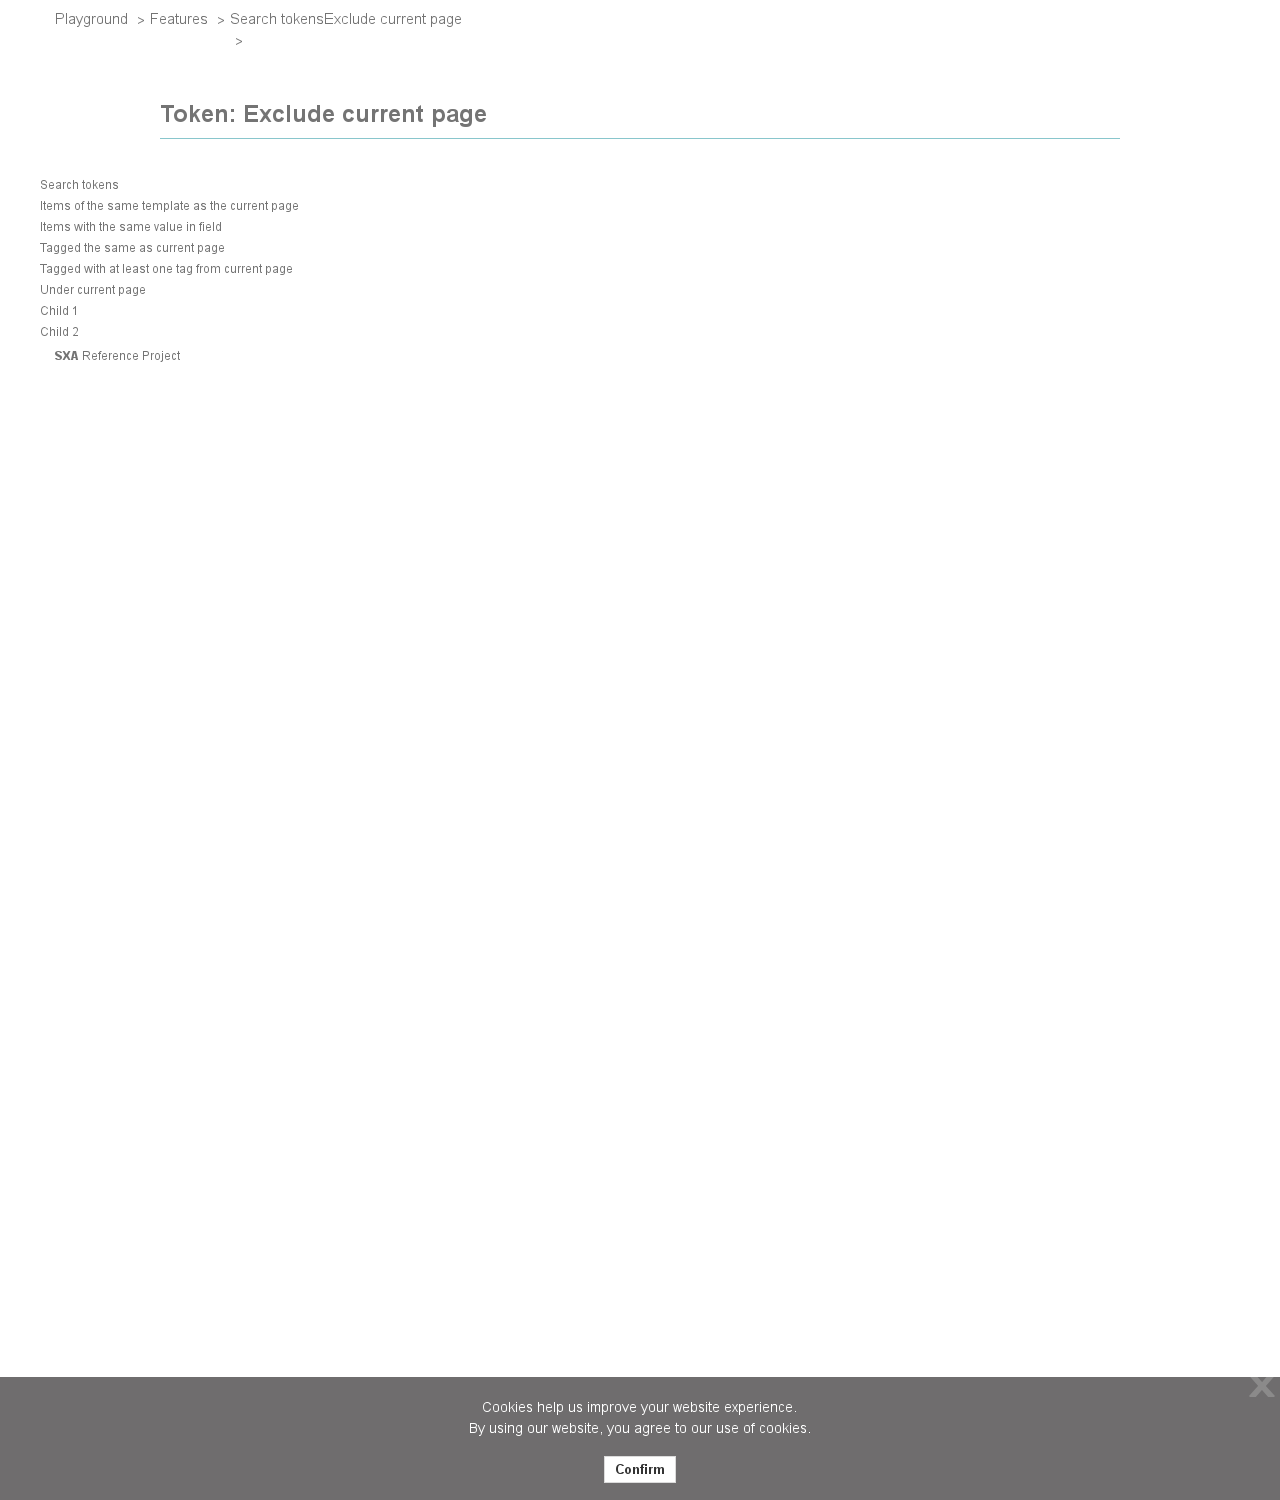 Playground > Features > Search tokensExclude current page
>
Token: Exclude current page
Search tokens
Items of the same template as the current page
Items with the same value in field
Tagged the same as current page
Tagged with at least one tag from current page
Under current page
Child 1
Child 2
SXA Reference Project
X
Cookies help us improve your website experience.
By using our website, you agree to our use of cookies.
Confirm